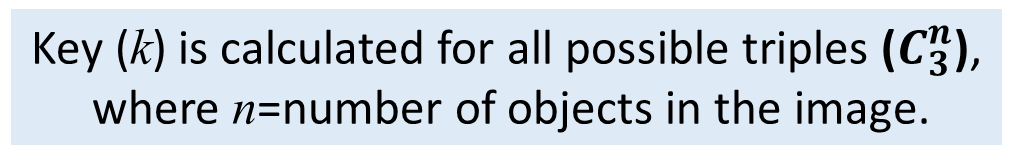 Key (k) is calculated for all possible triples (C₃ⁿ),
where n=number of objects in the image.